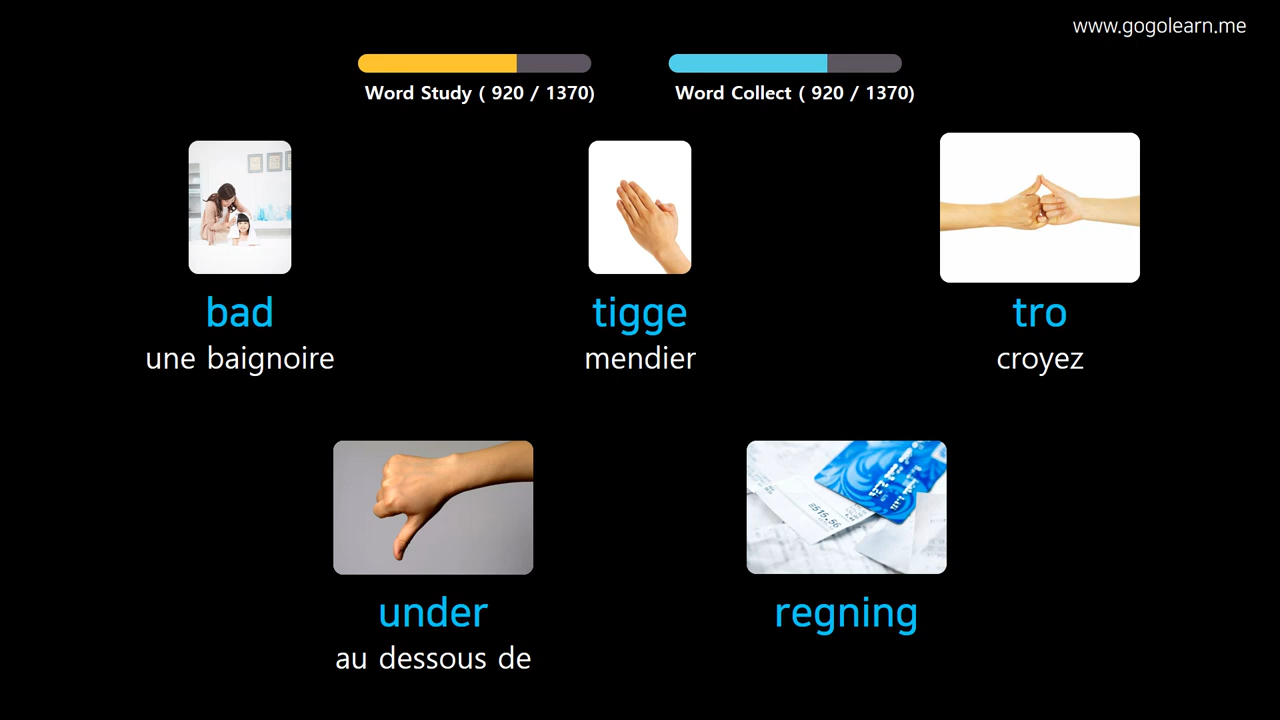 www.gogolearn.me
Word Study ( 920 / 1370)
Word Collect ( 920 / 1370)
bad
une baignoire
tigge
mendier
tro
croyez
under
au dessous de
regning